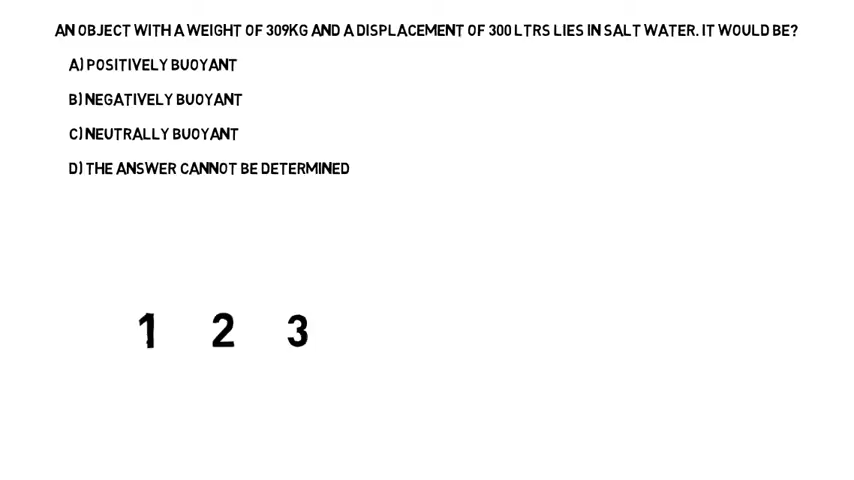 AN OBJECT WITH A WEIGHT OF 309KG AND A DISPLACEMENT OF 300 LTRS LIES IN SALT WATER. IT WOULD BE?
A) POSITIVELY BUOYANT
B) NEGATIVELY BUOYANT
C) NEUTRALLY BUOYANT
D) THE ANSWER CANNOT BE DETERMINED
1 2 3